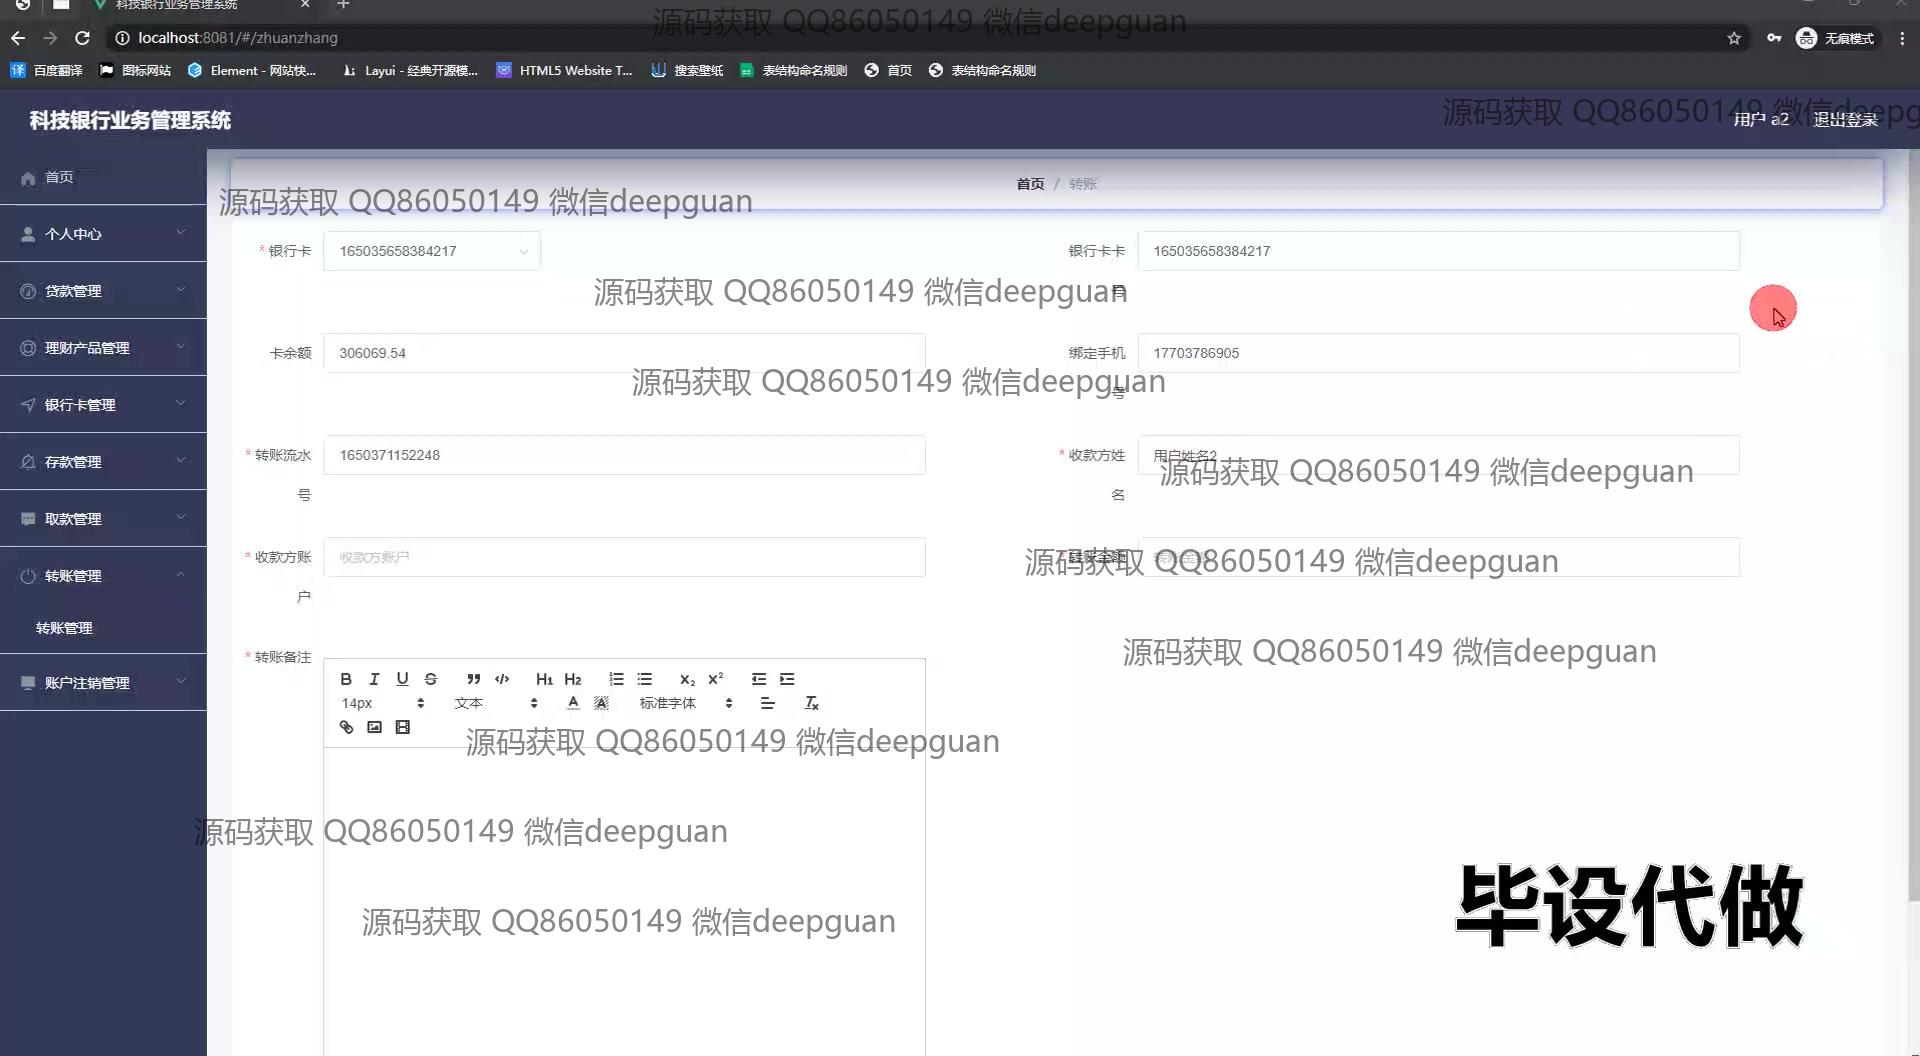 科技银行业务管理系统
源码获取 QQ86050149 微信deepguan
localhost:8081/#/zhuanzhang
无痕模式
百度翻译 图标网站 Element - 网站快... Layui - 经典开源模... HTML5 Website T... 搜索壁纸 表结构命名规则 首页 表结构命名规则
科技银行业务管理系统
源码获取 QQ86050149 微信deepg
用户 a2 退出登录
首页
个人中心
贷款管理
理财产品管理
银行卡管理
存款管理
取款管理
转账管理
转账管理
账户注销管理
首页 / 转账
源码获取 QQ86050149 微信deepguan
* 银行卡 165035658384217
银行卡卡号 165035658384217
源码获取 QQ86050149 微信deepguan
卡余额 306069.54
绑定手机号 17703786905
源码获取 QQ86050149 微信deepguan
* 转账流水号 1650371152248
* 收款方姓名 用户姓名2
源码获取 QQ86050149 微信deepguan
* 收款方账户 收款方账户
* 转账金额 转账金额
源码获取 QQ86050149 微信deepguan
源码获取 QQ86050149 微信deepguan
* 转账备注
B I U S H1 H2 X2 X2
14px 文本 A A 标准字体 Tx
源码获取 QQ86050149 微信deepguan
源码获取 QQ86050149 微信deepguan
源码获取 QQ86050149 微信deepguan
毕设代做